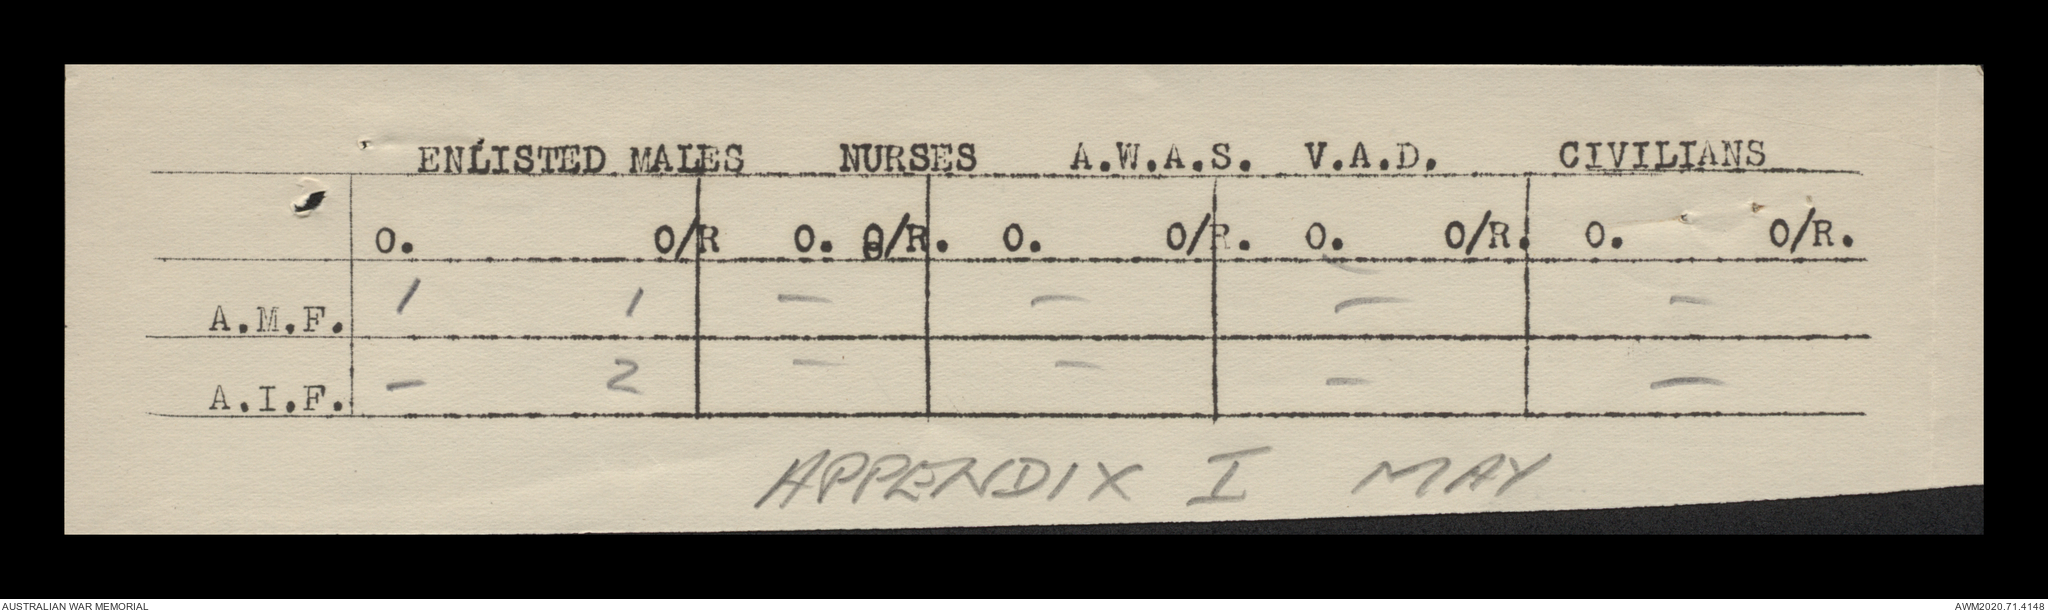 ENLISTED MALES NURSES A.W.A.S. V.A.D. CIVILIANS
O. O/R O. O/R. O. O/R. O. O/R. O. O/R.
A.M.F. 1 1 — — — —
A.I.F. — 2 — — — —
APPENDIX I MAY
AUSTRALIAN WAR MEMORIAL AWM2020.71.4148